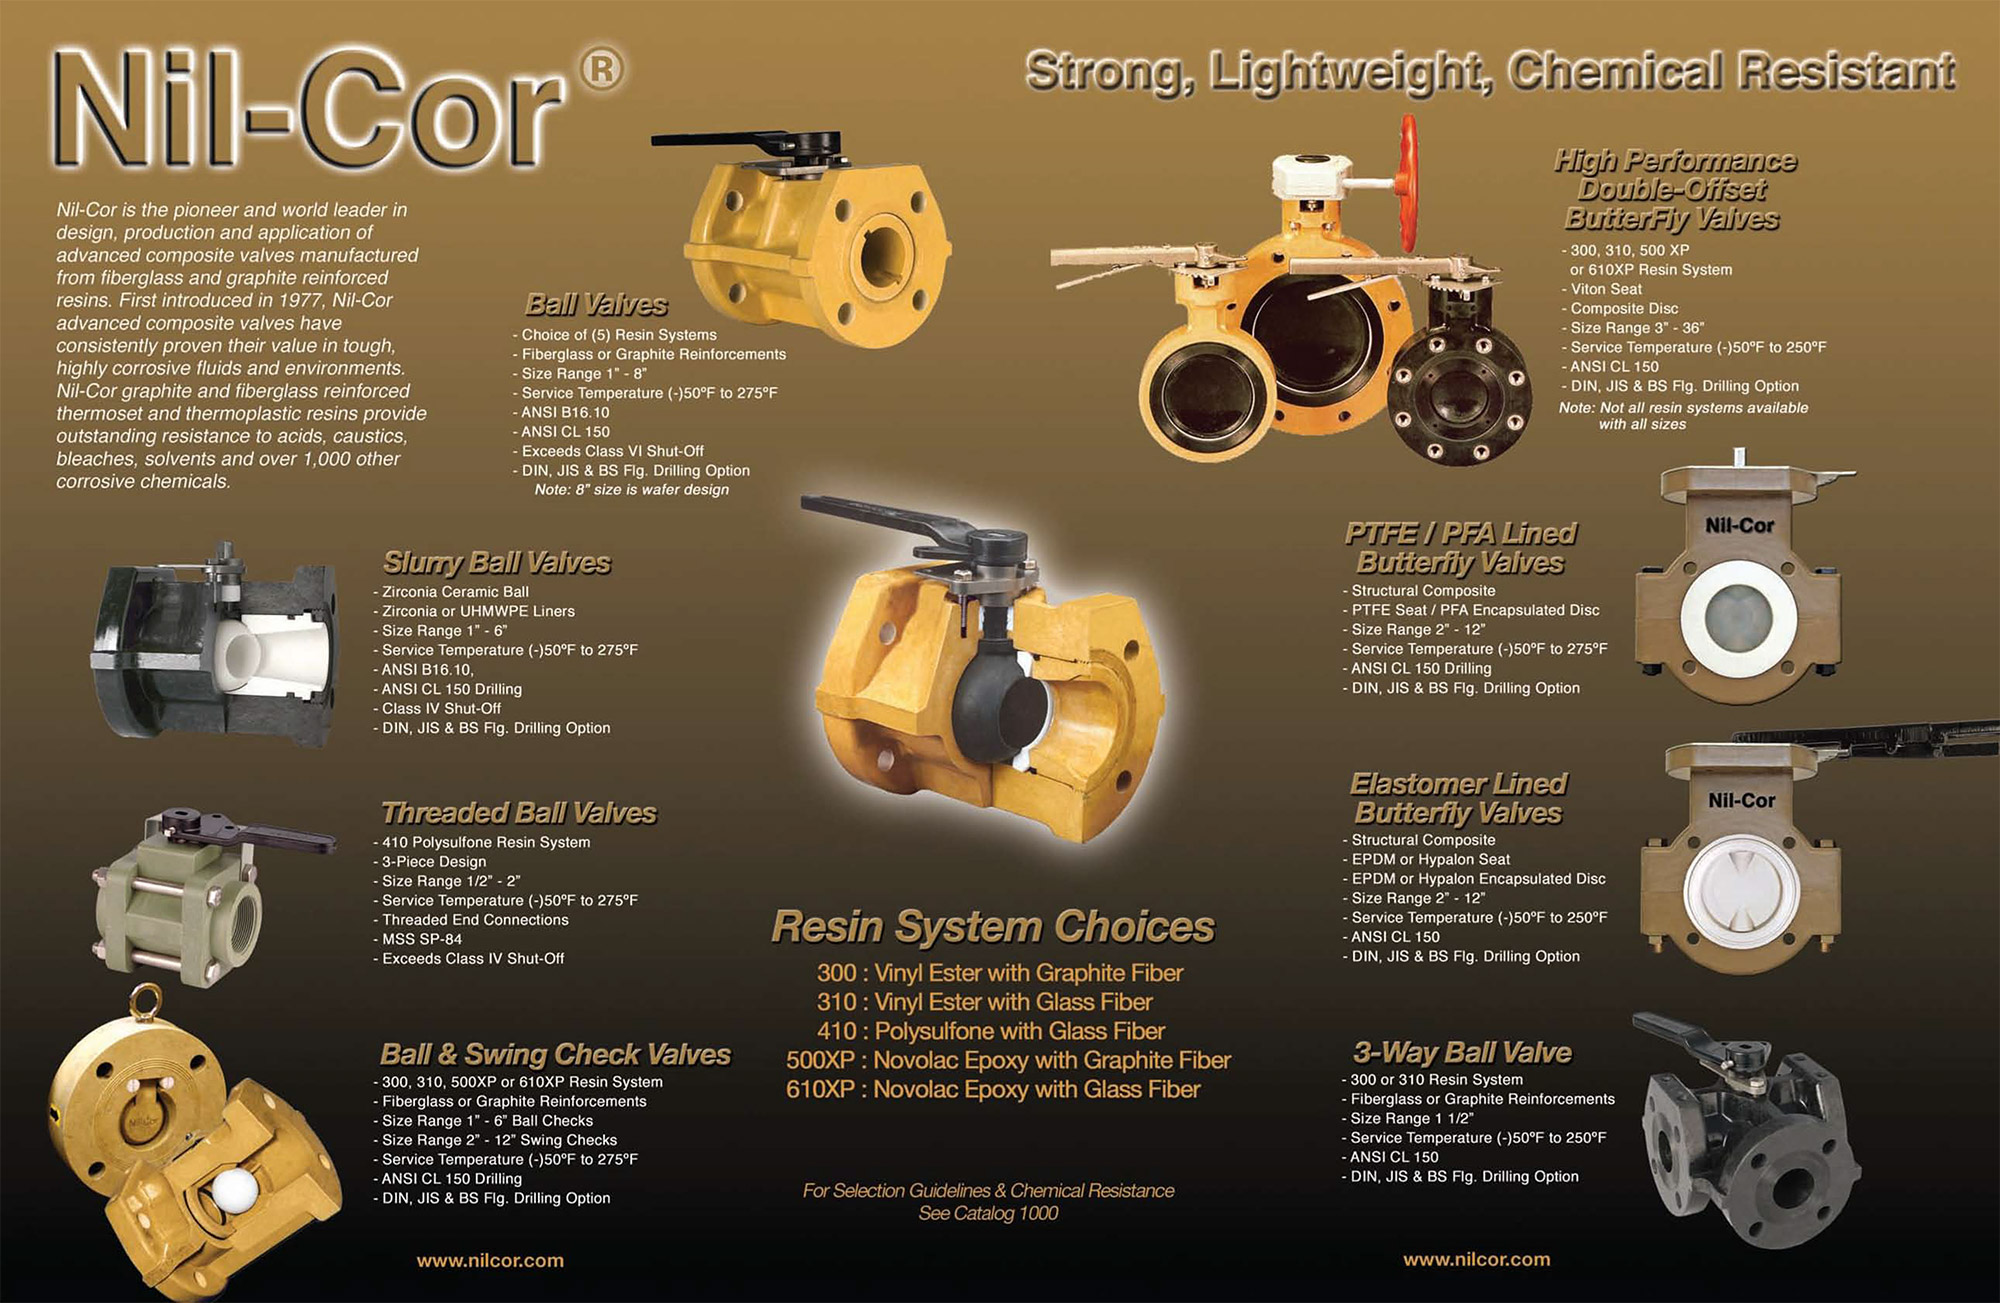 Nil-Cor®
Strong, Lightweight, Chemical Resistant
Nil-Cor is the pioneer and world leader in
design, production and application of
advanced composite valves manufactured
from fiberglass and graphite reinforced
resins. First introduced in 1977, Nil-Cor
advanced composite valves have
consistently proven their value in tough,
highly corrosive fluids and environments.
Nil-Cor graphite and fiberglass reinforced
thermoset and thermoplastic resins provide
outstanding resistance to acids, caustics,
bleaches, solvents and over 1,000 other
corrosive chemicals.
Ball Valves
- Choice of (5) Resin Systems
- Fiberglass or Graphite Reinforcements
- Size Range 1" - 8"
- Service Temperature (-)50ºF to 275ºF
- ANSI B16.10
- ANSI CL 150
- Exceeds Class VI Shut-Off
- DIN, JIS & BS Flg. Drilling Option
Note: 8" size is wafer design
High Performance
Double-Offset
ButterFly Valves
- 300, 310, 500 XP
or 610XP Resin System
- Viton Seat
- Composite Disc
- Size Range 3" - 36"
- Service Temperature (-)50ºF to 250ºF
- ANSI CL 150
- DIN, JIS & BS Flg. Drilling Option
Note: Not all resin systems available
with all sizes
Slurry Ball Valves
- Zirconia Ceramic Ball
- Zirconia or UHMWPE Liners
- Size Range 1" - 6"
- Service Temperature (-)50ºF to 275ºF
- ANSI B16.10,
- ANSI CL 150 Drilling
- Class IV Shut-Off
- DIN, JIS & BS Flg. Drilling Option
PTFE / PFA Lined
Butterfly Valves
- Structural Composite
- PTFE Seat / PFA Encapsulated Disc
- Size Range 2" - 12"
- Service Temperature (-)50ºF to 275ºF
- ANSI CL 150 Drilling
- DIN, JIS & BS Flg. Drilling Option
Nil-Cor
Threaded Ball Valves
- 410 Polysulfone Resin System
- 3-Piece Design
- Size Range 1/2" - 2"
- Service Temperature (-)50ºF to 275ºF
- Threaded End Connections
- MSS SP-84
- Exceeds Class IV Shut-Off
Elastomer Lined
Butterfly Valves
- Structural Composite
- EPDM or Hypalon Seat
- EPDM or Hypalon Encapsulated Disc
- Size Range 2" - 12"
- Service Temperature (-)50ºF to 250ºF
- ANSI CL 150
- DIN, JIS & BS Flg. Drilling Option
Nil-Cor
Resin System Choices
300 : Vinyl Ester with Graphite Fiber
310 : Vinyl Ester with Glass Fiber
410 : Polysulfone with Glass Fiber
500XP : Novolac Epoxy with Graphite Fiber
610XP : Novolac Epoxy with Glass Fiber
Ball & Swing Check Valves
- 300, 310, 500XP or 610XP Resin System
- Fiberglass or Graphite Reinforcements
- Size Range 1" - 6" Ball Checks
- Size Range 2" - 12" Swing Checks
- Service Temperature (-)50ºF to 275ºF
- ANSI CL 150 Drilling
- DIN, JIS & BS Flg. Drilling Option
Nil-Cor
3-Way Ball Valve
- 300 or 310 Resin System
- Fiberglass or Graphite Reinforcements
- Size Range 1 1/2"
- Service Temperature (-)50ºF to 250ºF
- ANSI CL 150
- DIN, JIS & BS Flg. Drilling Option
For Selection Guidelines & Chemical Resistance
See Catalog 1000
www.nilcor.com
www.nilcor.com